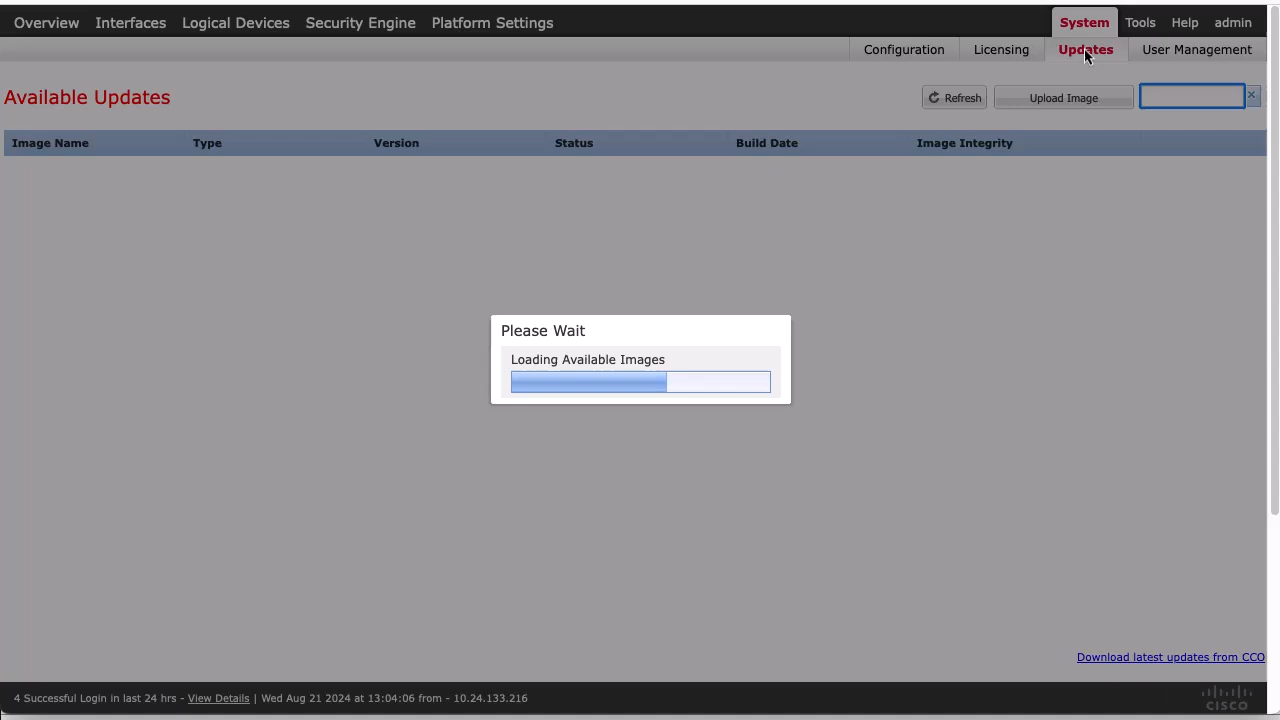 Overview Interfaces Logical Devices Security Engine Platform Settings System Tools Help admin
Configuration Licensing Updates User Management
Available Updates Refresh Upload Image
Image Name Type Version Status Build Date Image Integrity
Please Wait
Loading Available Images
Download latest updates from CCO
4 Successful Login in last 24 hrs - View Details | Wed Aug 21 2024 at 13:04:06 from - 10.24.133.216
CISCO